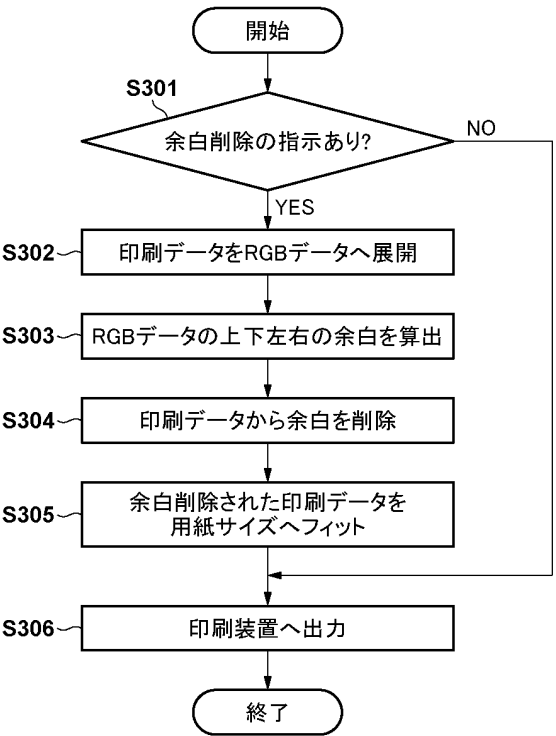 開始
S301
余白削除の指示あり?
NO
YES
S302
印刷データをRGBデータへ展開
S303
RGBデータの上下左右の余白を算出
S304
印刷データから余白を削除
S305
余白削除された印刷データを
用紙サイズへフィット
S306
印刷装置へ出力
終了